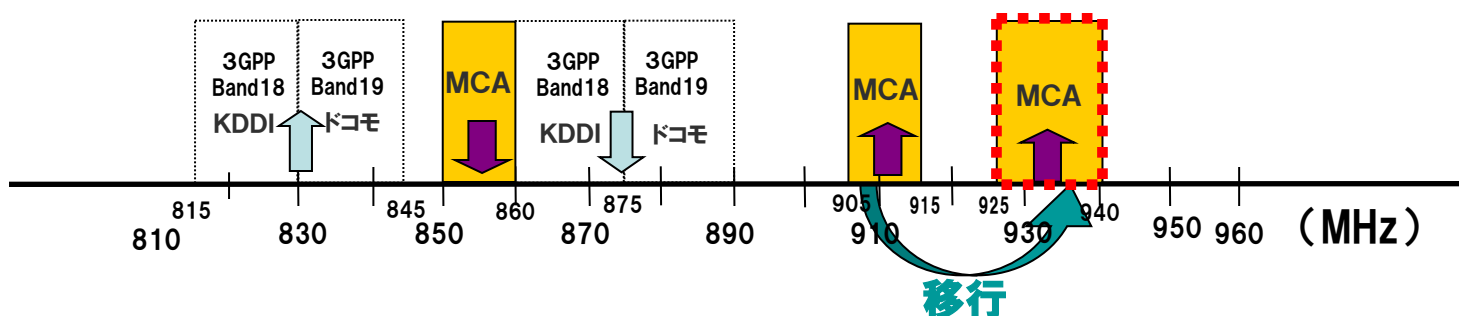 3GPP
Band18
KDDI
3GPP
Band19
ドコモ
MCA
3GPP
Band18
KDDI
3GPP
Band19
ドコモ
MCA
MCA
815
845
860
875
905
915
925
940
810
830
850
870
890
910
930
950
960
（MHz）
移行